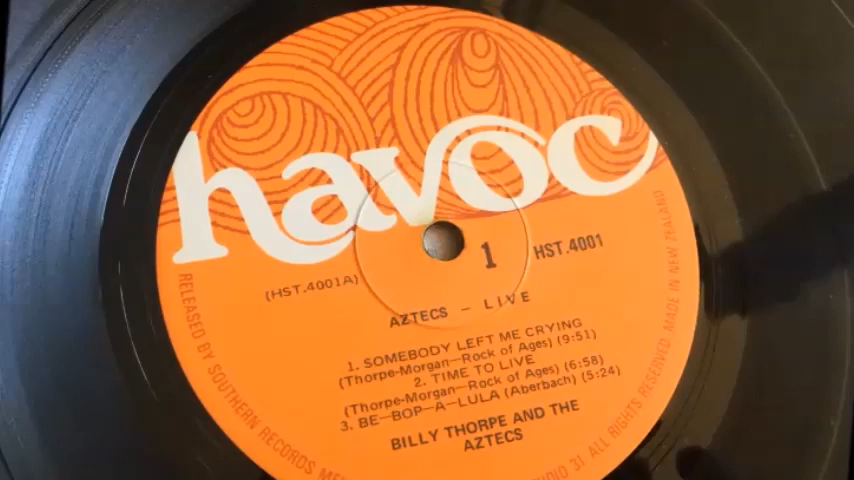 havoc
1
HST.4001
(HST.4001A)
AZTECS – LIVE
1. SOMEBODY LEFT ME CRYING
(Thorpe–Morgan–Rock of Ages) (9:51)
2. TIME TO LIVE
(Thorpe–Morgan–Rock of Ages) (6:58)
3. BE–BOP–A–LULA (Aberbach) (5:24)
BILLY THORPE AND THE
AZTECS
RELEASED BY SOUTHERN RECORDS
31 ALL RIGHTS RESERVED. MADE IN NEW ZEALAND